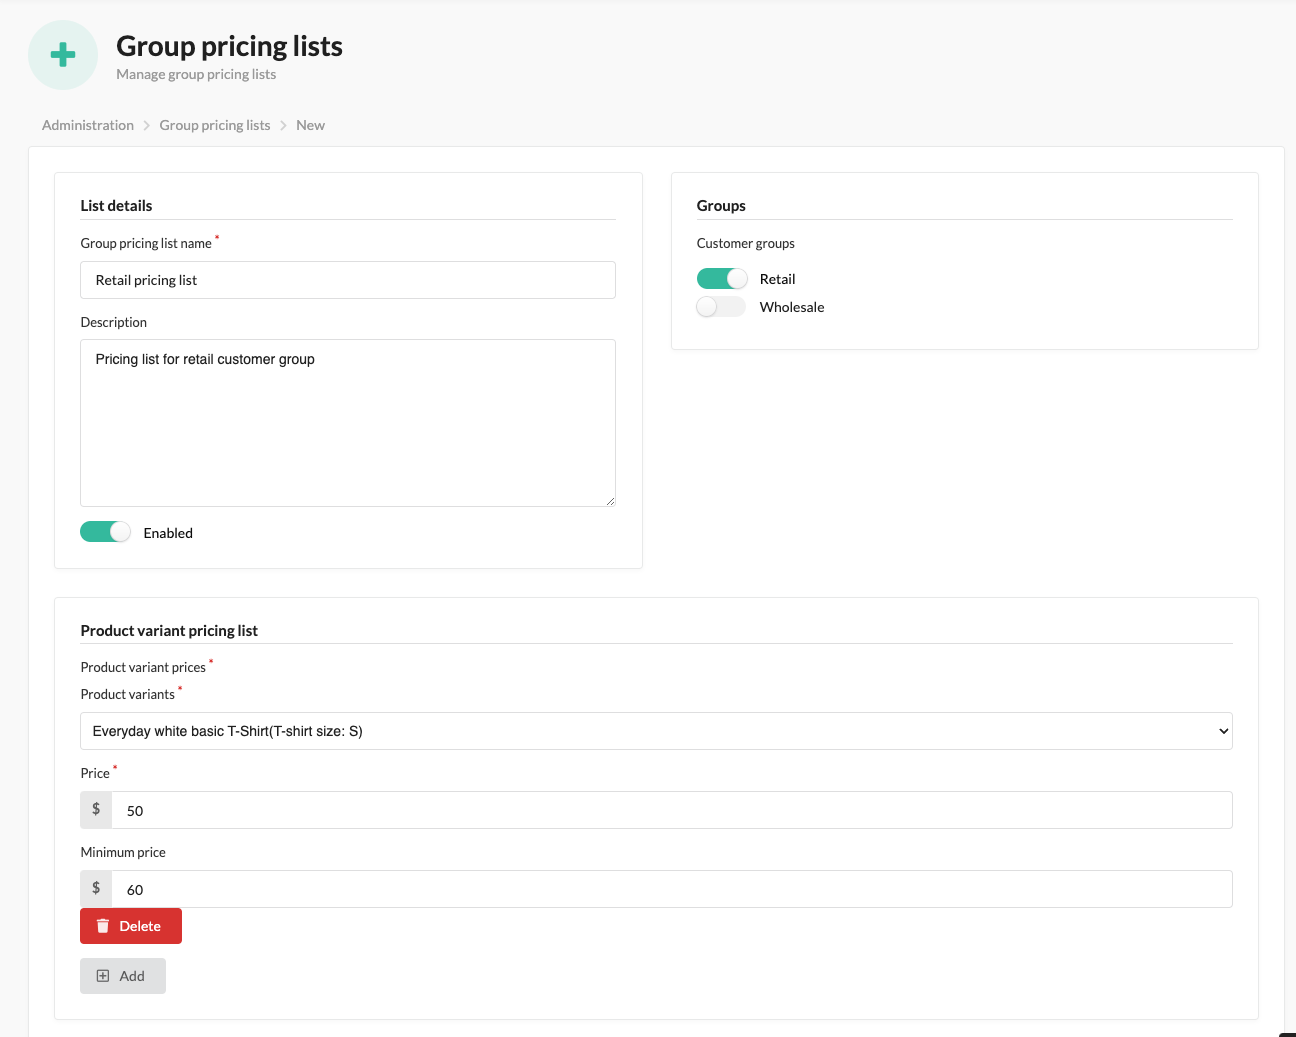 Group pricing lists
Manage group pricing lists
Administration > Group pricing lists > New
List details
Group pricing list name *
Retail pricing list
Description
Pricing list for retail customer group
Enabled
Groups
Customer groups
Retail
Wholesale
Product variant pricing list
Product variant prices *
Product variants *
Everyday white basic T-Shirt(T-shirt size: S)
Price *
$ 50
Minimum price
$ 60
Delete
Add